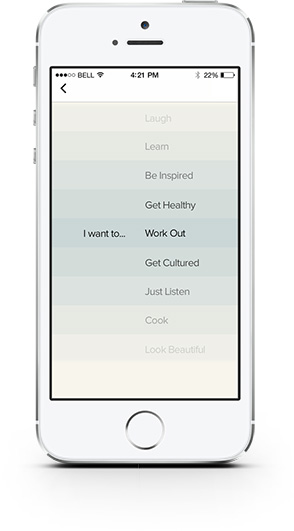 BELL 4:21 PM 22%
Laugh
Learn
Be Inspired
Get Healthy
I want to... Work Out
Get Cultured
Just Listen
Cook
Look Beautiful